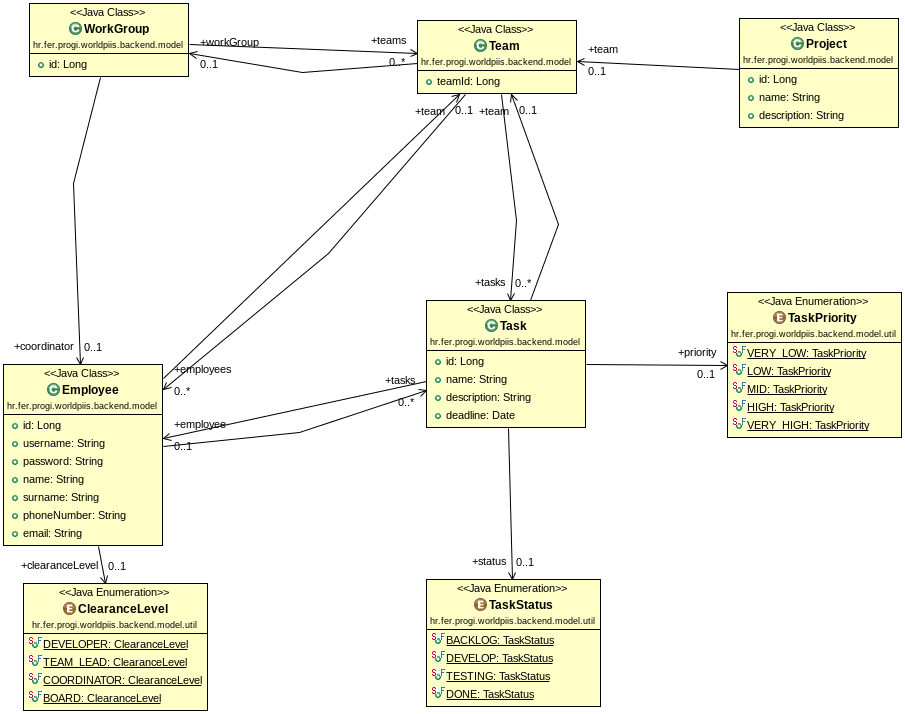 <<Java Class>>
WorkGroup
hr.fer.progi.worldpiis.backend.model
id: Long
+workGroup
0..1
+teams
0..*
<<Java Class>>
Team
hr.fer.progi.worldpiis.backend.model
teamId: Long
+team
0..1
<<Java Class>>
Project
hr.fer.progi.worldpiis.backend.model
id: Long
name: String
description: String
+team
0..1
+team
0..1
+tasks
0..*
+coordinator
0..1
<<Java Class>>
Employee
hr.fer.progi.worldpiis.backend.model
id: Long
username: String
password: String
name: String
surname: String
phoneNumber: String
email: String
+employees
0..*
+employee
0..1
+tasks
0..*
<<Java Class>>
Task
hr.fer.progi.worldpiis.backend.model
id: Long
name: String
description: String
deadline: Date
+priority
0..1
<<Java Enumeration>>
TaskPriority
hr.fer.progi.worldpiis.backend.model.util
VERY_LOW: TaskPriority
LOW: TaskPriority
MID: TaskPriority
HIGH: TaskPriority
VERY_HIGH: TaskPriority
+clearanceLevel
0..1
<<Java Enumeration>>
ClearanceLevel
hr.fer.progi.worldpiis.backend.model.util
DEVELOPER: ClearanceLevel
TEAM_LEAD: ClearanceLevel
COORDINATOR: ClearanceLevel
BOARD: ClearanceLevel
+status
0..1
<<Java Enumeration>>
TaskStatus
hr.fer.progi.worldpiis.backend.model.util
BACKLOG: TaskStatus
DEVELOP: TaskStatus
TESTING: TaskStatus
DONE: TaskStatus